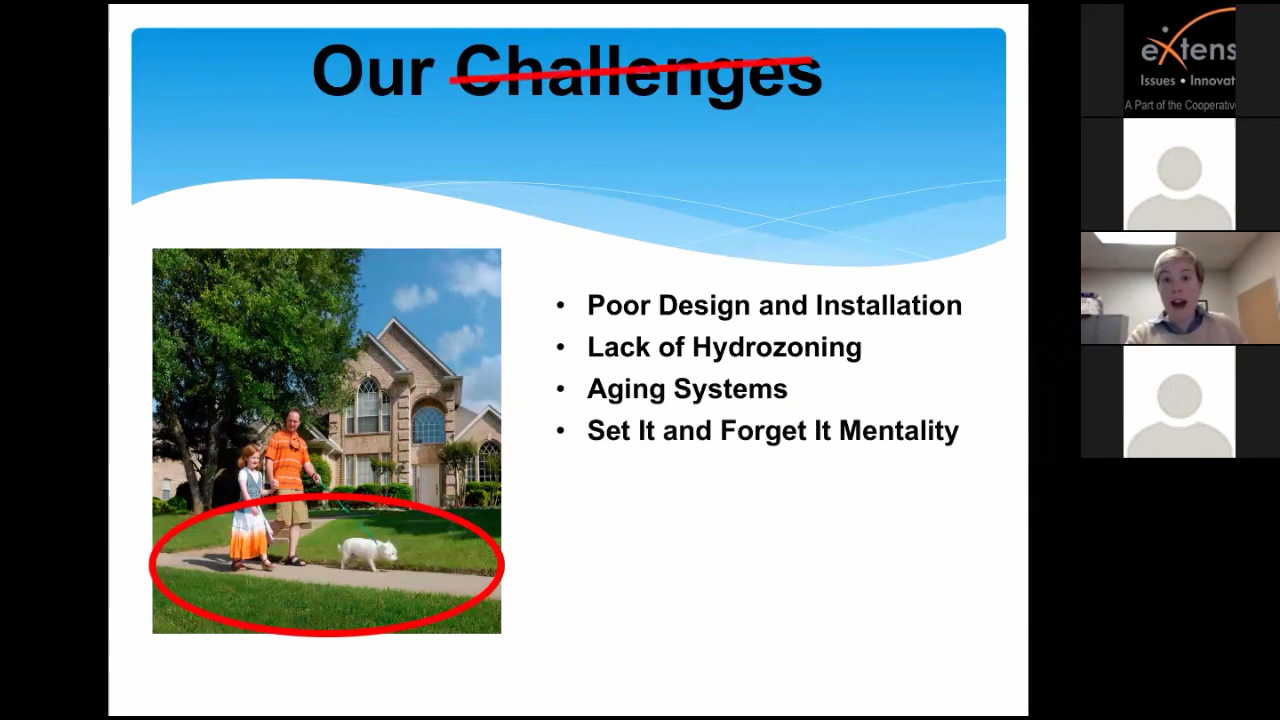 Our Challenges
• Poor Design and Installation
• Lack of Hydrozoning
• Aging Systems
• Set It and Forget It Mentality
eXtens
Issues • Innovat
A Part of the Cooperative